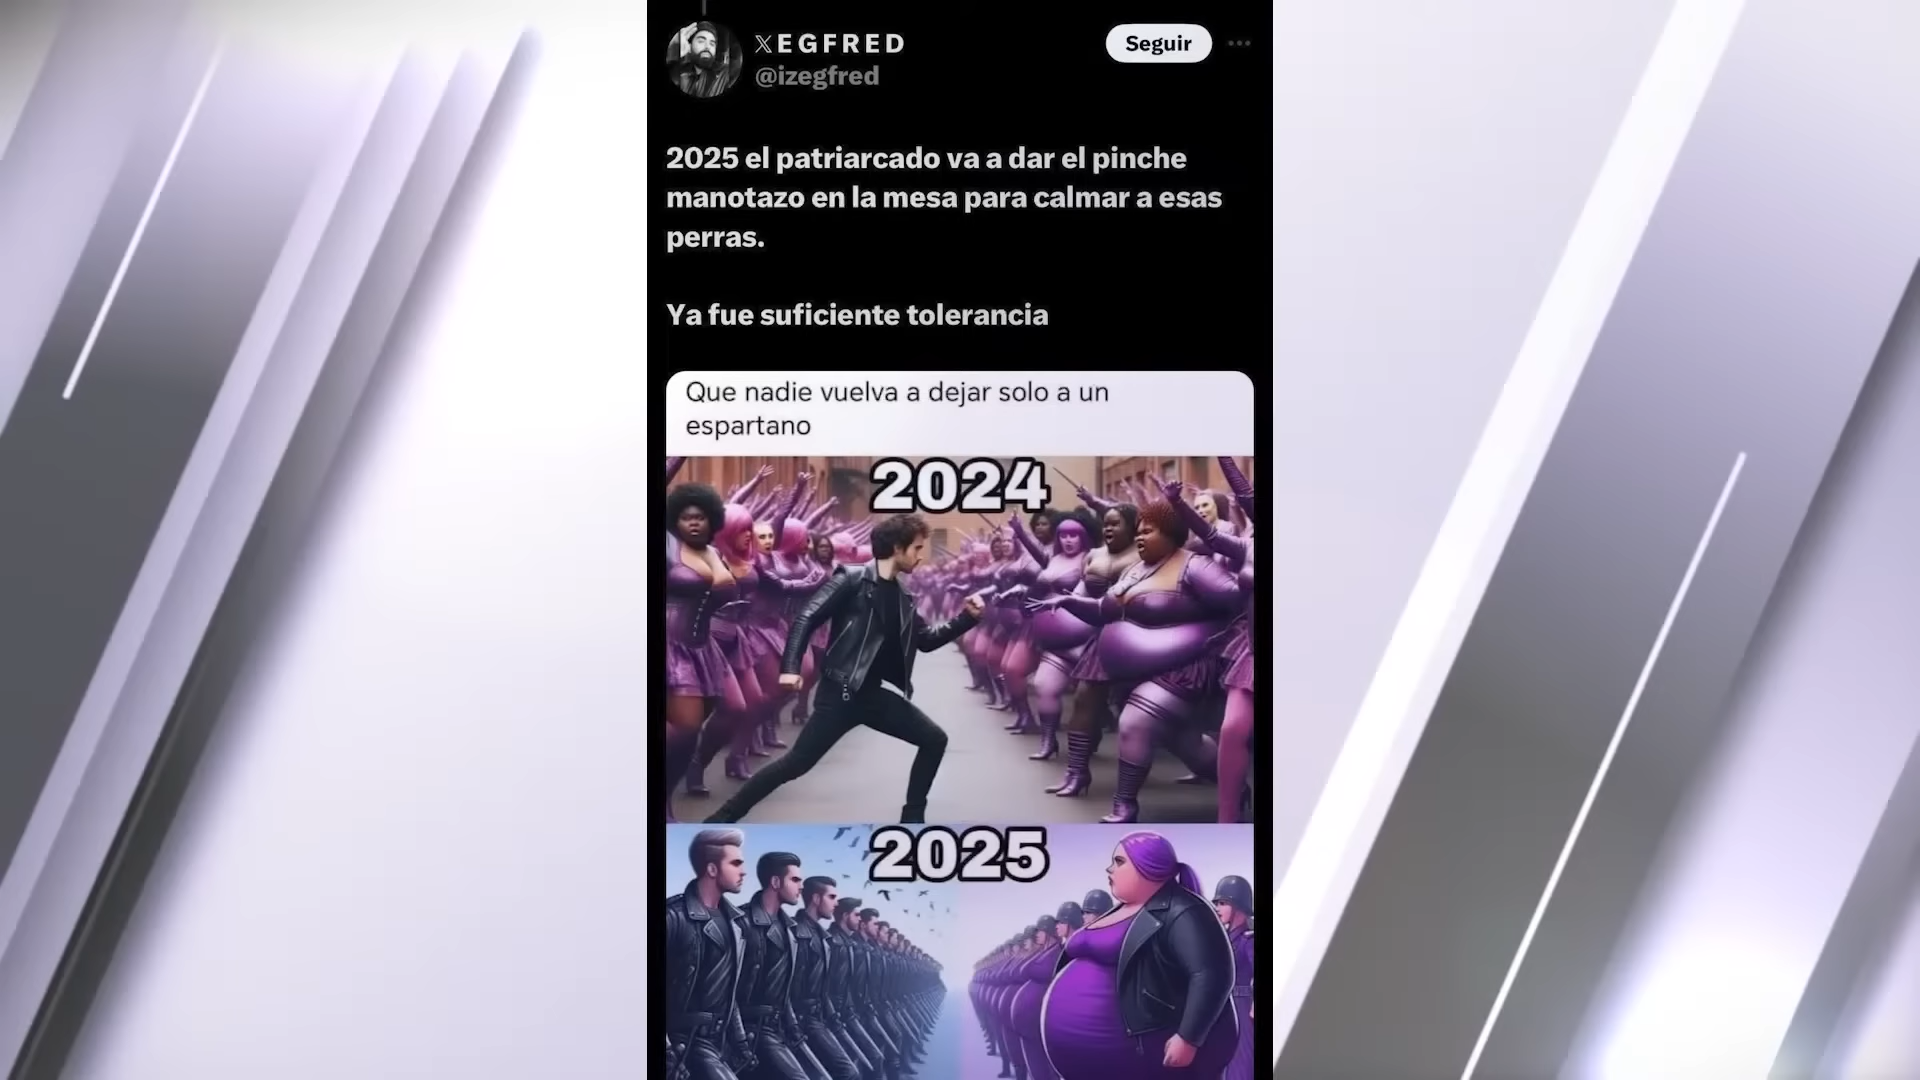 𝕏EGFRED
@izegfred
Seguir
2025 el patriarcado va a dar el pinche
manotazo en la mesa para calmar a esas
perras.
Ya fue suficiente tolerancia
Que nadie vuelva a dejar solo a un
espartano
2024
2025